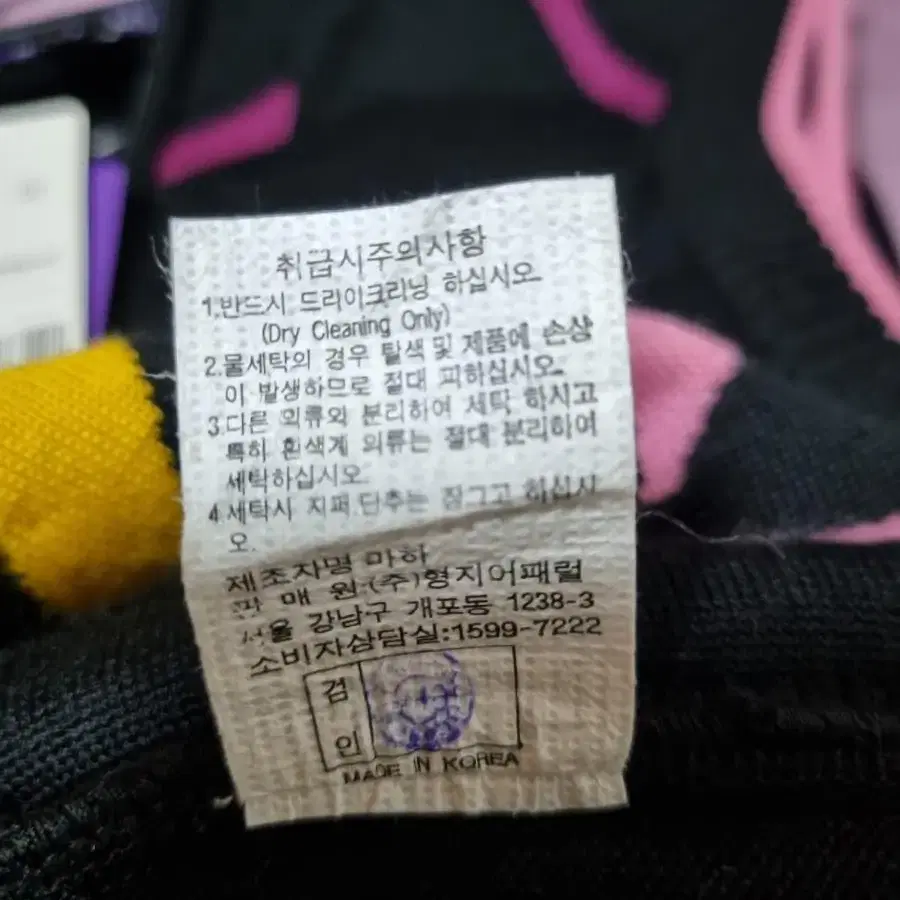 취급시주의사항
1.반드시 드라이크리닝 하십시오.
(Dry Cleaning Only)
2.물세탁의 경우 탈색 및 제품에 손상
이 발생하므로 절대 피하십시오.
3.다른 의류와 분리하여 세탁 하시고
특히 흰색계 의류는 절대 분리하여
세탁하십시오.
4.세탁시 지퍼.단추는 잠그고 하십시
오.
제조자명 마하
판 매 원·(주)형지어패럴
서울 강남구 개포동 1238-3
소비자상담실:1599-7222
검
인
MADE IN KOREA